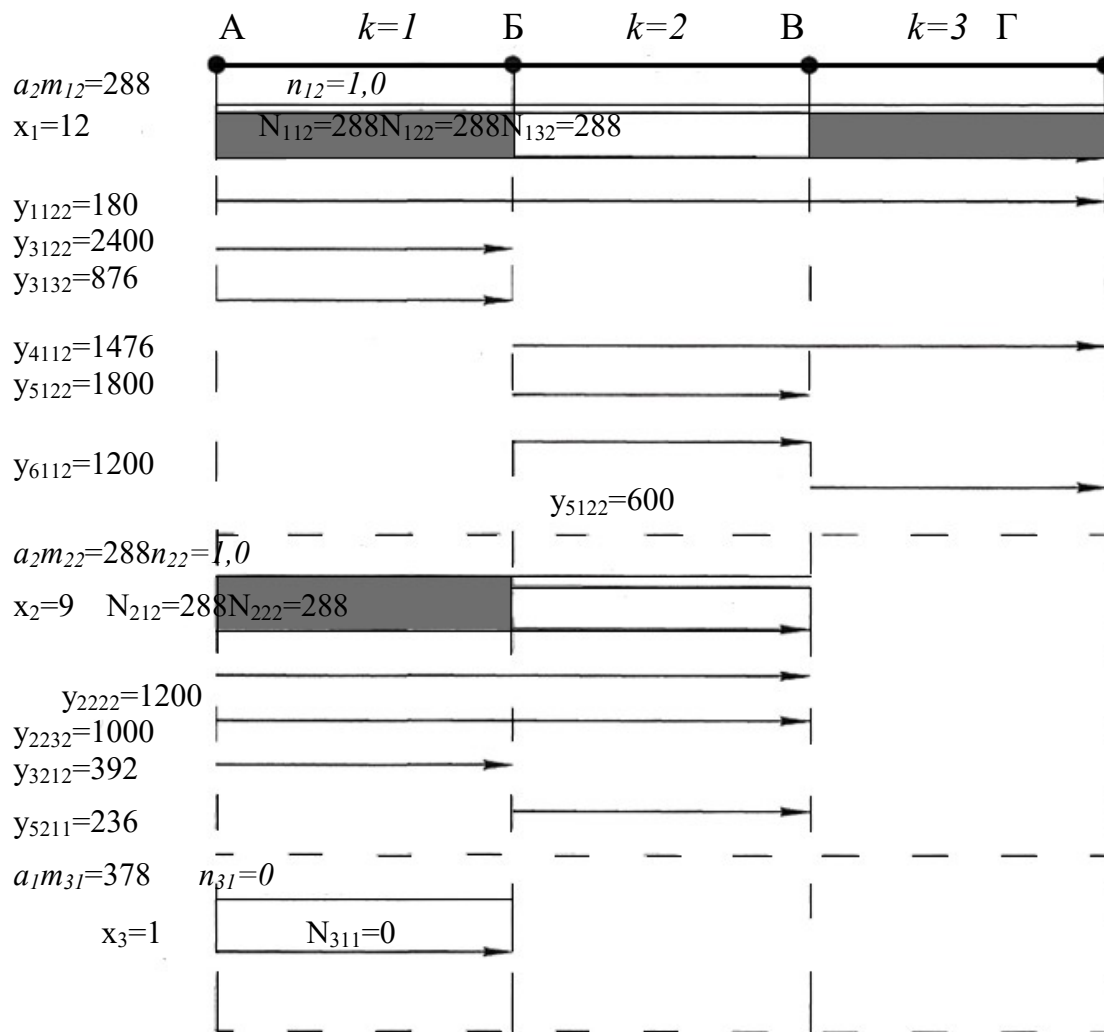 А k=1 Б k=2 В k=3 Г
a₂m₁₂=288 n₁₂=1,0
x₁=12 N₁₁₂=288N₁₂₂=288N₁₃₂=288
y₁₁₂₂=180
y₃₁₂₂=2400
y₃₁₃₂=876
y₄₁₁₂=1476
y₅₁₂₂=1800
y₆₁₁₂=1200
y₅₁₂₂=600
a₂m₂₂=288n₂₂=1,0
x₂=9 N₂₁₂=288N₂₂₂=288
y₂₂₂₂=1200
y₂₂₃₂=1000
y₃₂₁₂=392
y₅₂₁₁=236
a₁m₃₁=378 n₃₁=0
x₃=1 N₃₁₁=0